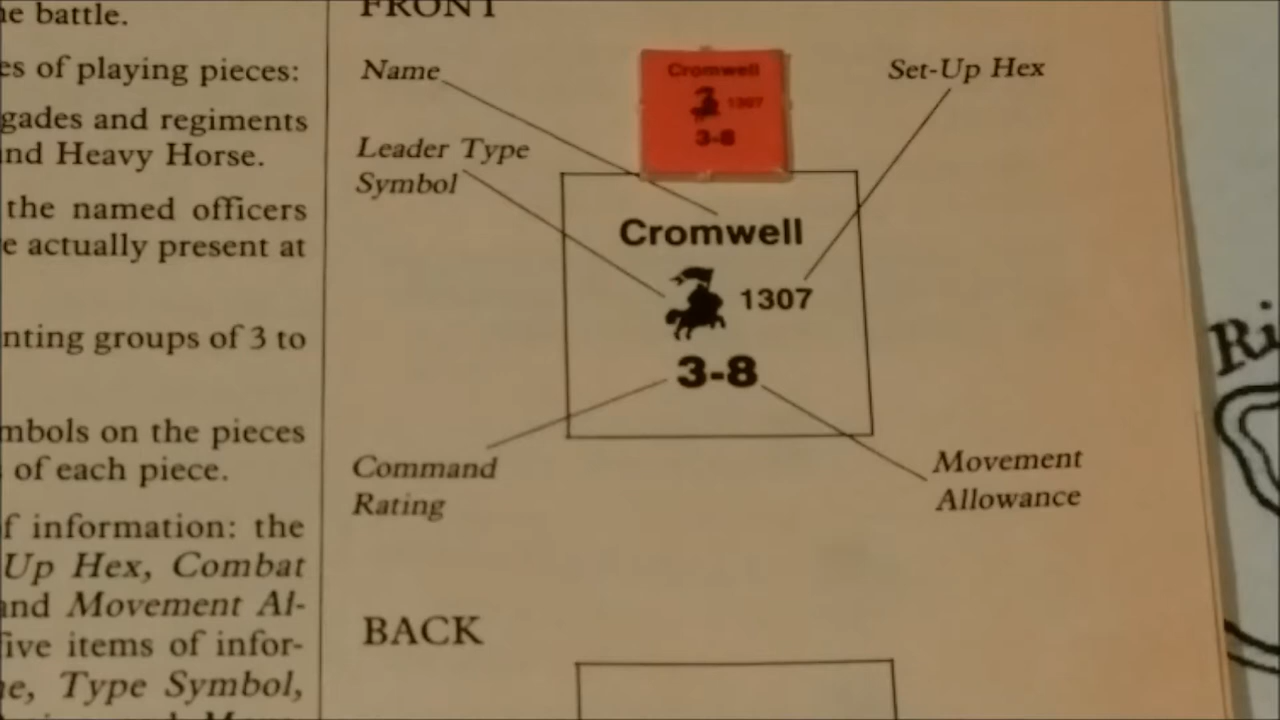 he battle.
es of playing pieces:
gades and regiments
nd Heavy Horse.
the named officers
e actually present at
nting groups of 3 to
mbols on the pieces
of each piece.
f information: the
Up Hex, Combat
and Movement Al-
five items of infor-
e, Type Symbol,
FRONT
Name
Set-Up Hex
Leader Type
Symbol
Cromwell
1307
3-8
Cromwell
1307
3-8
Command
Rating
Movement
Allowance
BACK
Ri